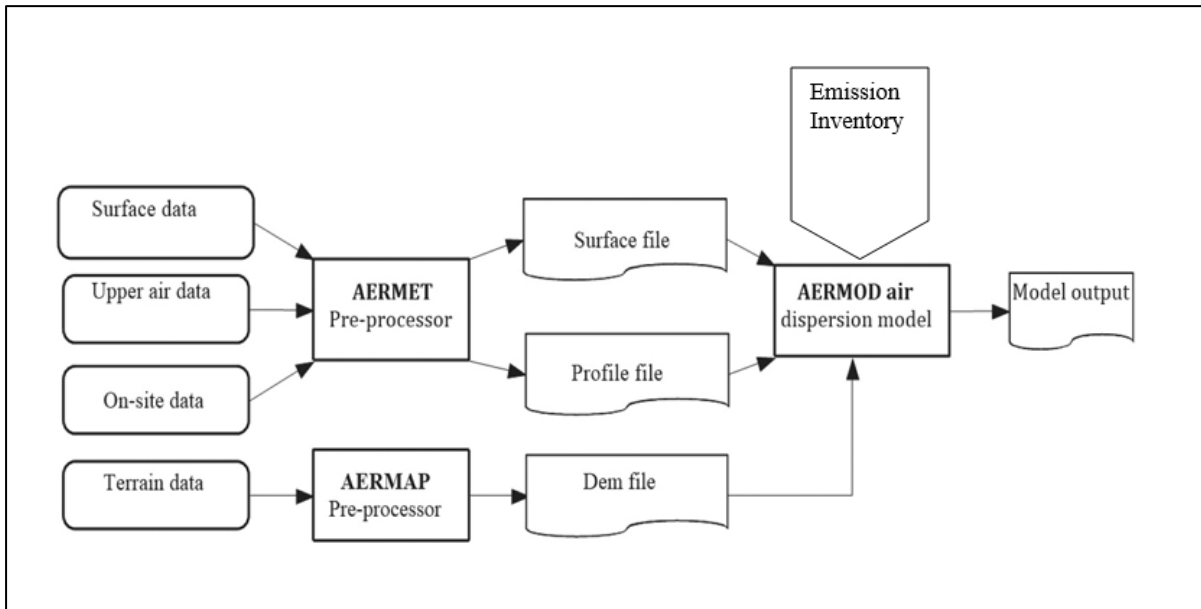 Emission
Inventory
Surface data
Upper air data
On-site data
Terrain data
AERMET
Pre-processor
AERMAP
Pre-processor
Surface file
Profile file
Dem file
AERMOD air
dispersion model
Model output